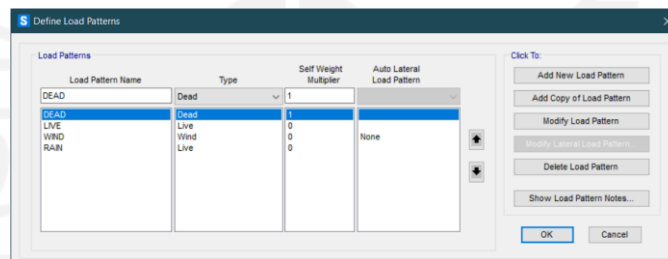 S Define Load Patterns
Load Patterns
Load Pattern Name Type Self Weight Multiplier Auto Lateral Load Pattern
DEAD Dead 1
DEAD Dead 1
LIVE Live 0
WIND Wind 0 None
RAIN Live 0
Click To:
Add New Load Pattern
Add Copy of Load Pattern
Modify Load Pattern
Modify Lateral Load Pattern...
Delete Load Pattern
Show Load Pattern Notes...
OK Cancel